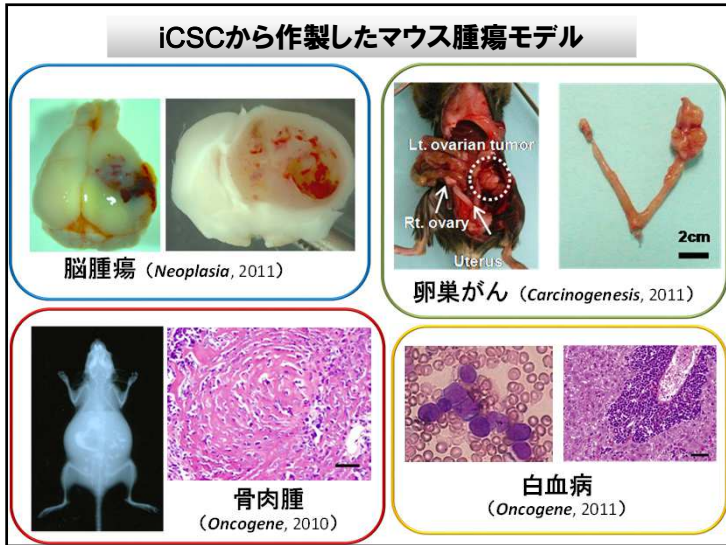 iCSCから作製したマウス腫瘍モデル
脳腫瘍 (Neoplasia, 2011)
Lt. ovarian tumor
Rt. ovary
Uterus
2cm
卵巣がん (Carcinogenesis, 2011)
骨肉腫
(Oncogene, 2010)
白血病
(Oncogene, 2011)